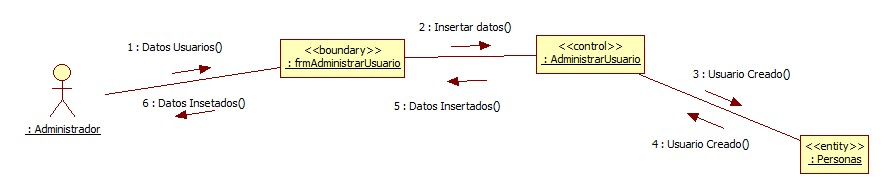 2 : Insertar datos()
1 : Datos Usuarios()
<<boundary>>
: frmAdministrarUsuario
<<control>>
: AdministrarUsuario
3 : Usuario Creado()
6 : Datos Insetados()
5 : Datos Insertados()
: Administrador
4 : Usuario Creado()
<<entity>>
: Personas